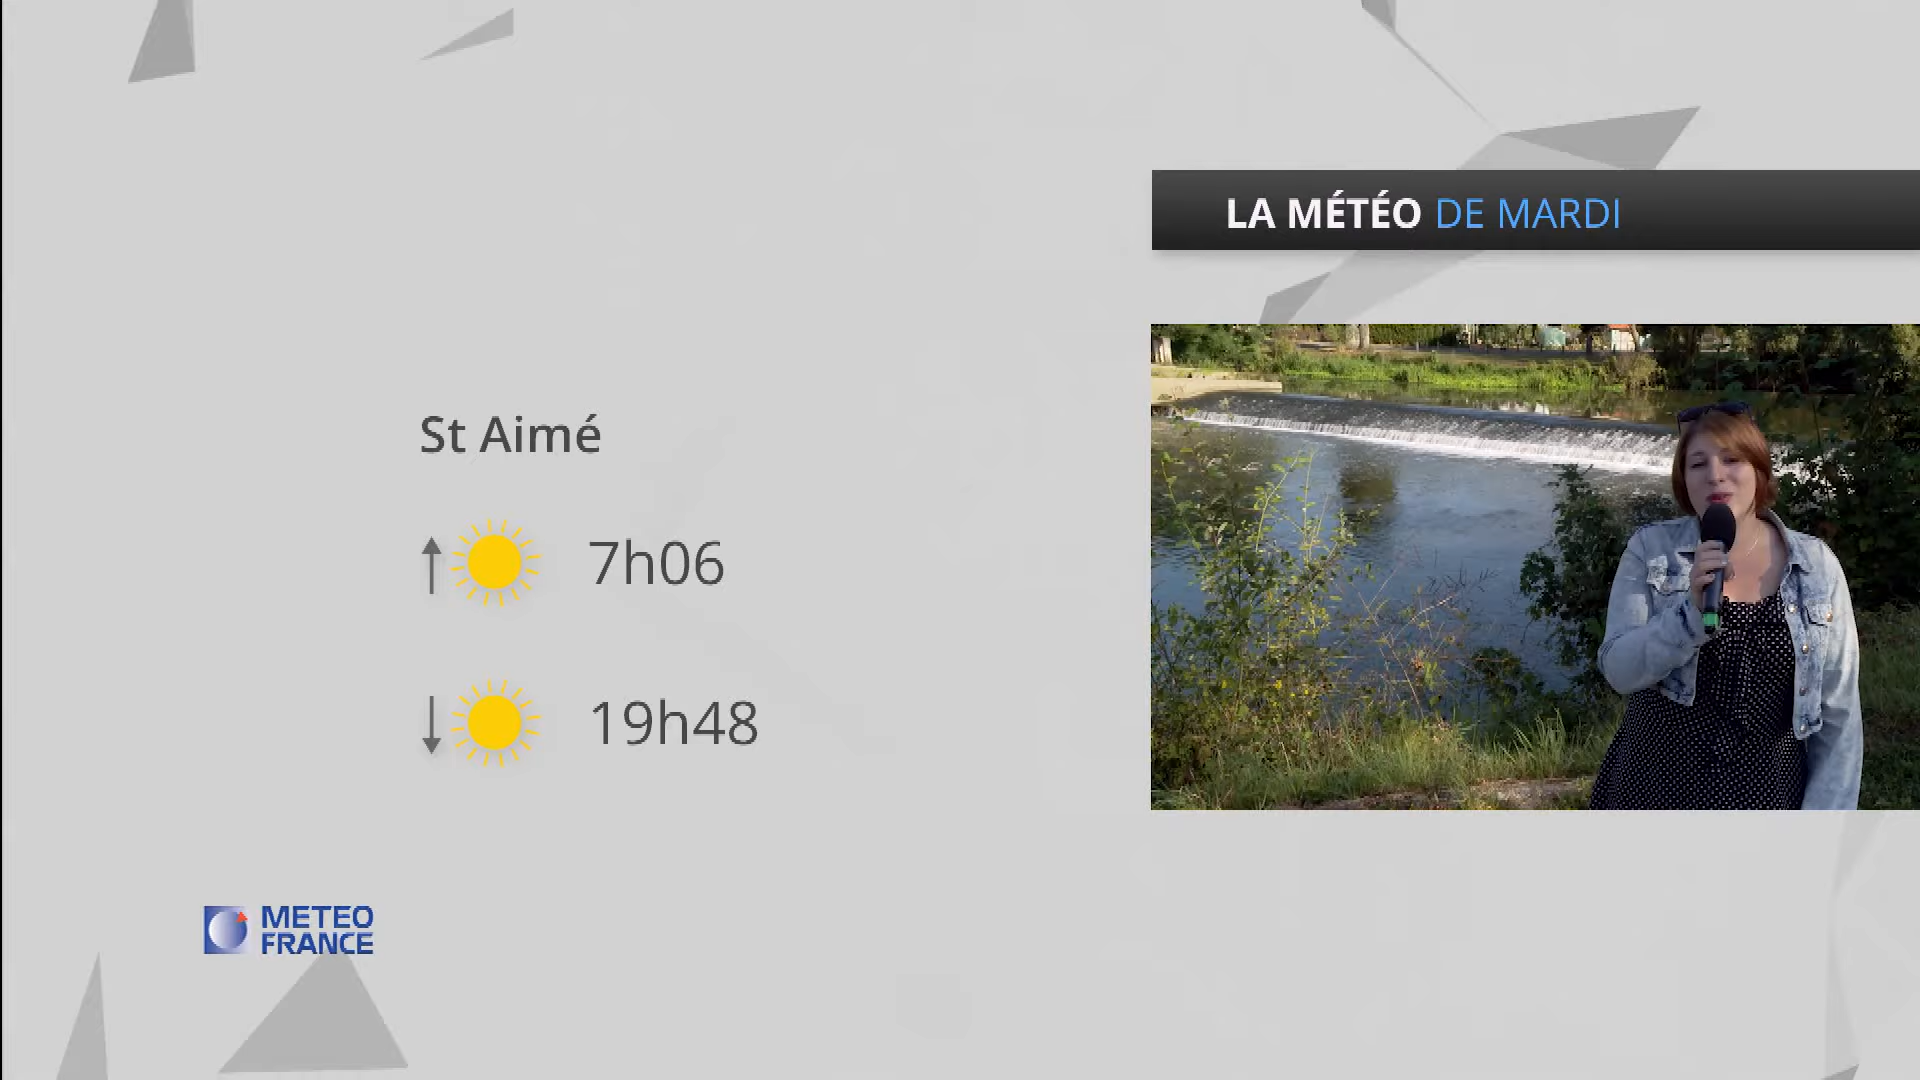 LA MÉTÉO DE MARDI
St Aimé
7h06
19h48
METEO
FRANCE